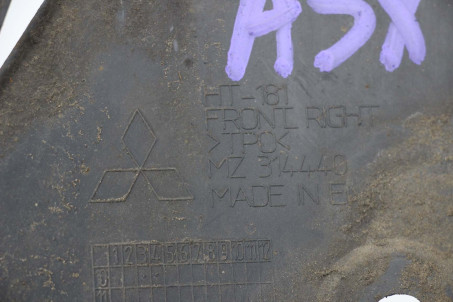 ASX
HT-181
FRONT RIGHT
>TPO<
MZ 314440
MADE IN E